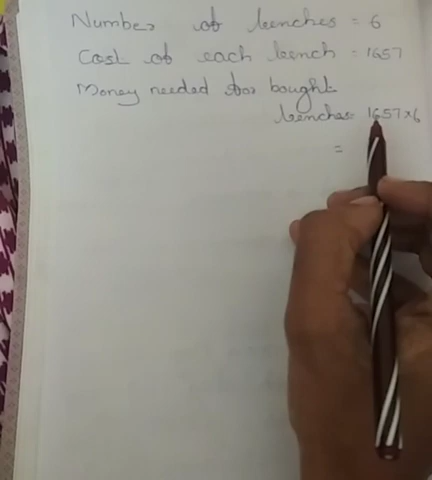 Number of benches = 6
Cost of each bench = 1657
Money needed for bought
benches = 1657 × 6
=